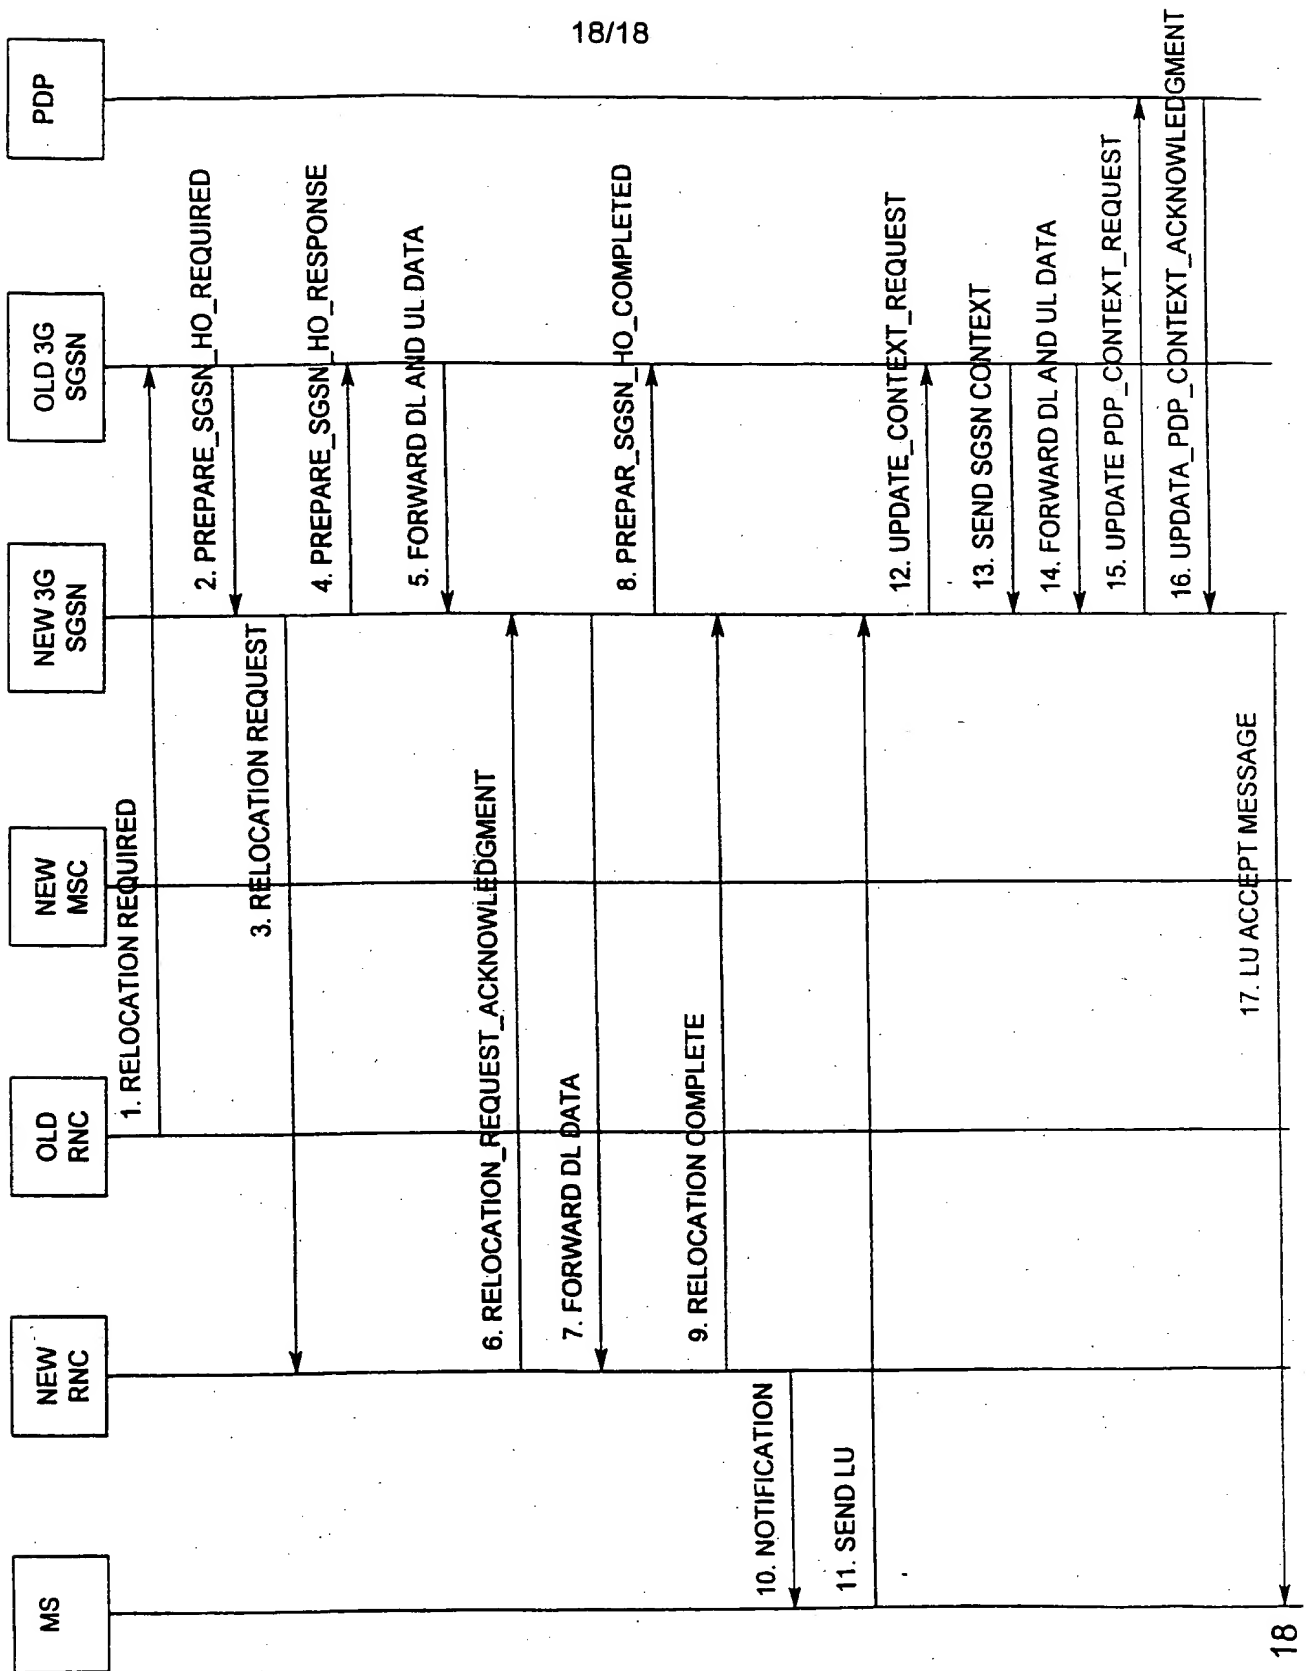 18/18
MS
NEW
RNC
OLD
RNC
NEW
MSC
NEW 3G
SGSN
OLD 3G
SGSN
PDP
1. RELOCATION REQUIRED
2. PREPARE_SGSN_HO_REQUIRED
3. RELOCATION REQUEST
4. PREPARE_SGSN_HO_RESPONSE
5. FORWARD DL AND UL DATA
6. RELOCATION_REQUEST_ACKNOWLEDGMENT
7. FORWARD DL DATA
8. PREPAR_SGSN_HO_COMPLETED
9. RELOCATION COMPLETE
10. NOTIFICATION
11. SEND LU
12. UPDATE_CONTEXT_REQUEST
13. SEND SGSN CONTEXT
14. FORWARD DL AND UL DATA
15. UPDATE PDP_CONTEXT_REQUEST
16. UPDATA_PDP_CONTEXT_ACKNOWLEDGMENT
17. LU ACCEPT MESSAGE
18